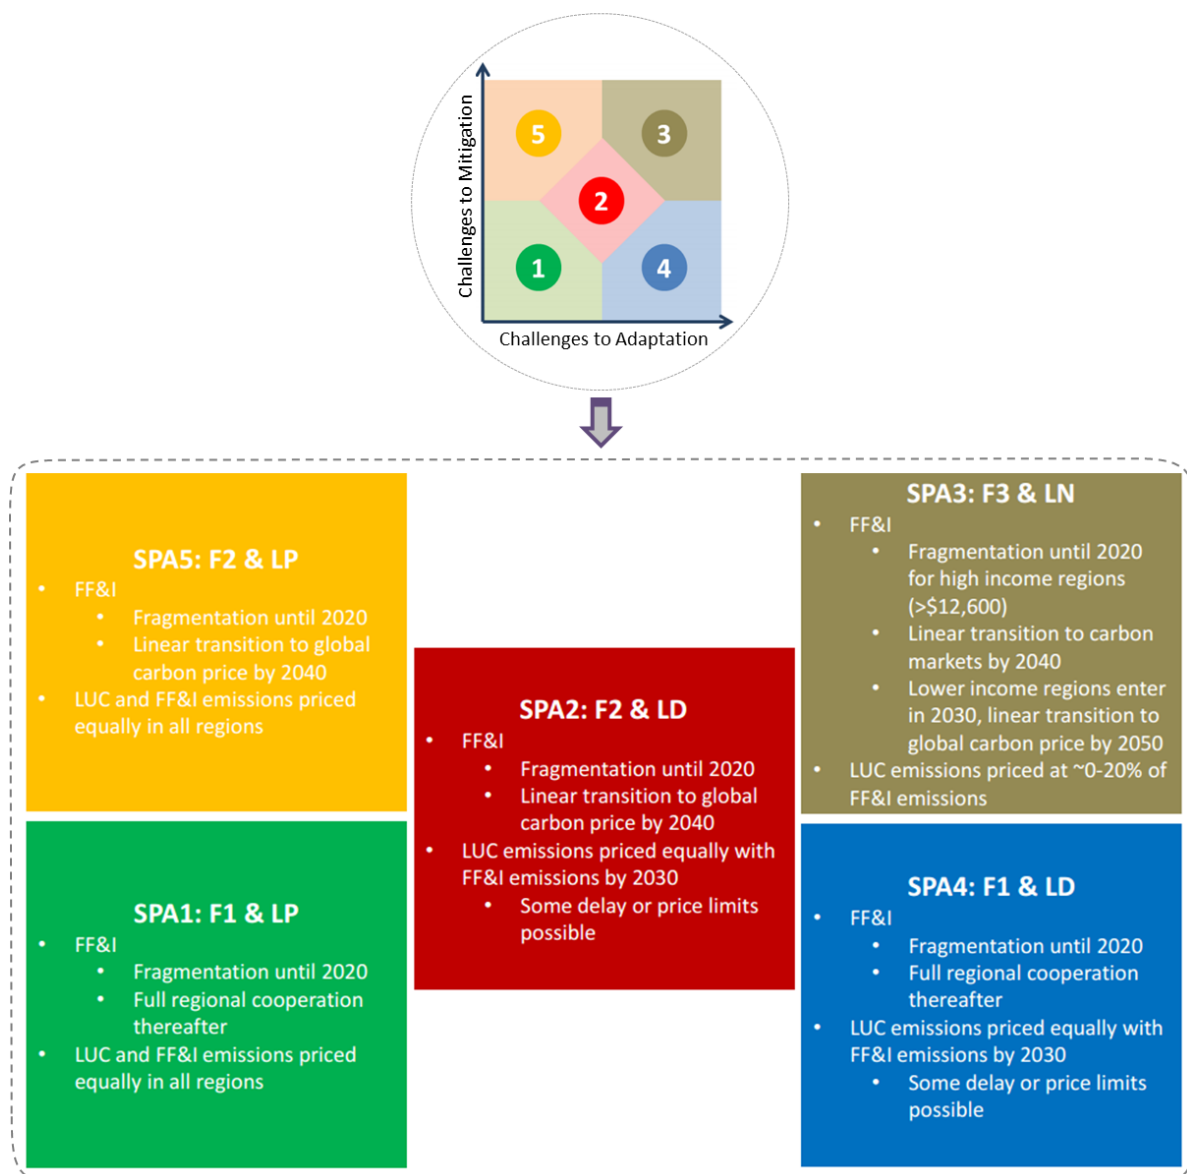 Challenges to Mitigation
5
3
2
1
4
Challenges to Adaptation
SPA5: F2 & LP
• FF&I
• Fragmentation until 2020
• Linear transition to global
carbon price by 2040
• LUC and FF&I emissions priced
equally in all regions
SPA3: F3 & LN
• FF&I
• Fragmentation until 2020
for high income regions
(>$12,600)
• Linear transition to carbon
markets by 2040
• Lower income regions enter
in 2030, linear transition to
global carbon price by 2050
• LUC emissions priced at ~0-20% of
FF&I emissions
SPA2: F2 & LD
• FF&I
• Fragmentation until 2020
• Linear transition to global
carbon price by 2040
• LUC emissions priced equally with
FF&I emissions by 2030
• Some delay or price limits
possible
SPA1: F1 & LP
• FF&I
• Fragmentation until 2020
• Full regional cooperation
thereafter
• LUC and FF&I emissions priced
equally in all regions
SPA4: F1 & LD
• FF&I
• Fragmentation until 2020
• Full regional cooperation
thereafter
• LUC emissions priced equally with
FF&I emissions by 2030
• Some delay or price limits
possible